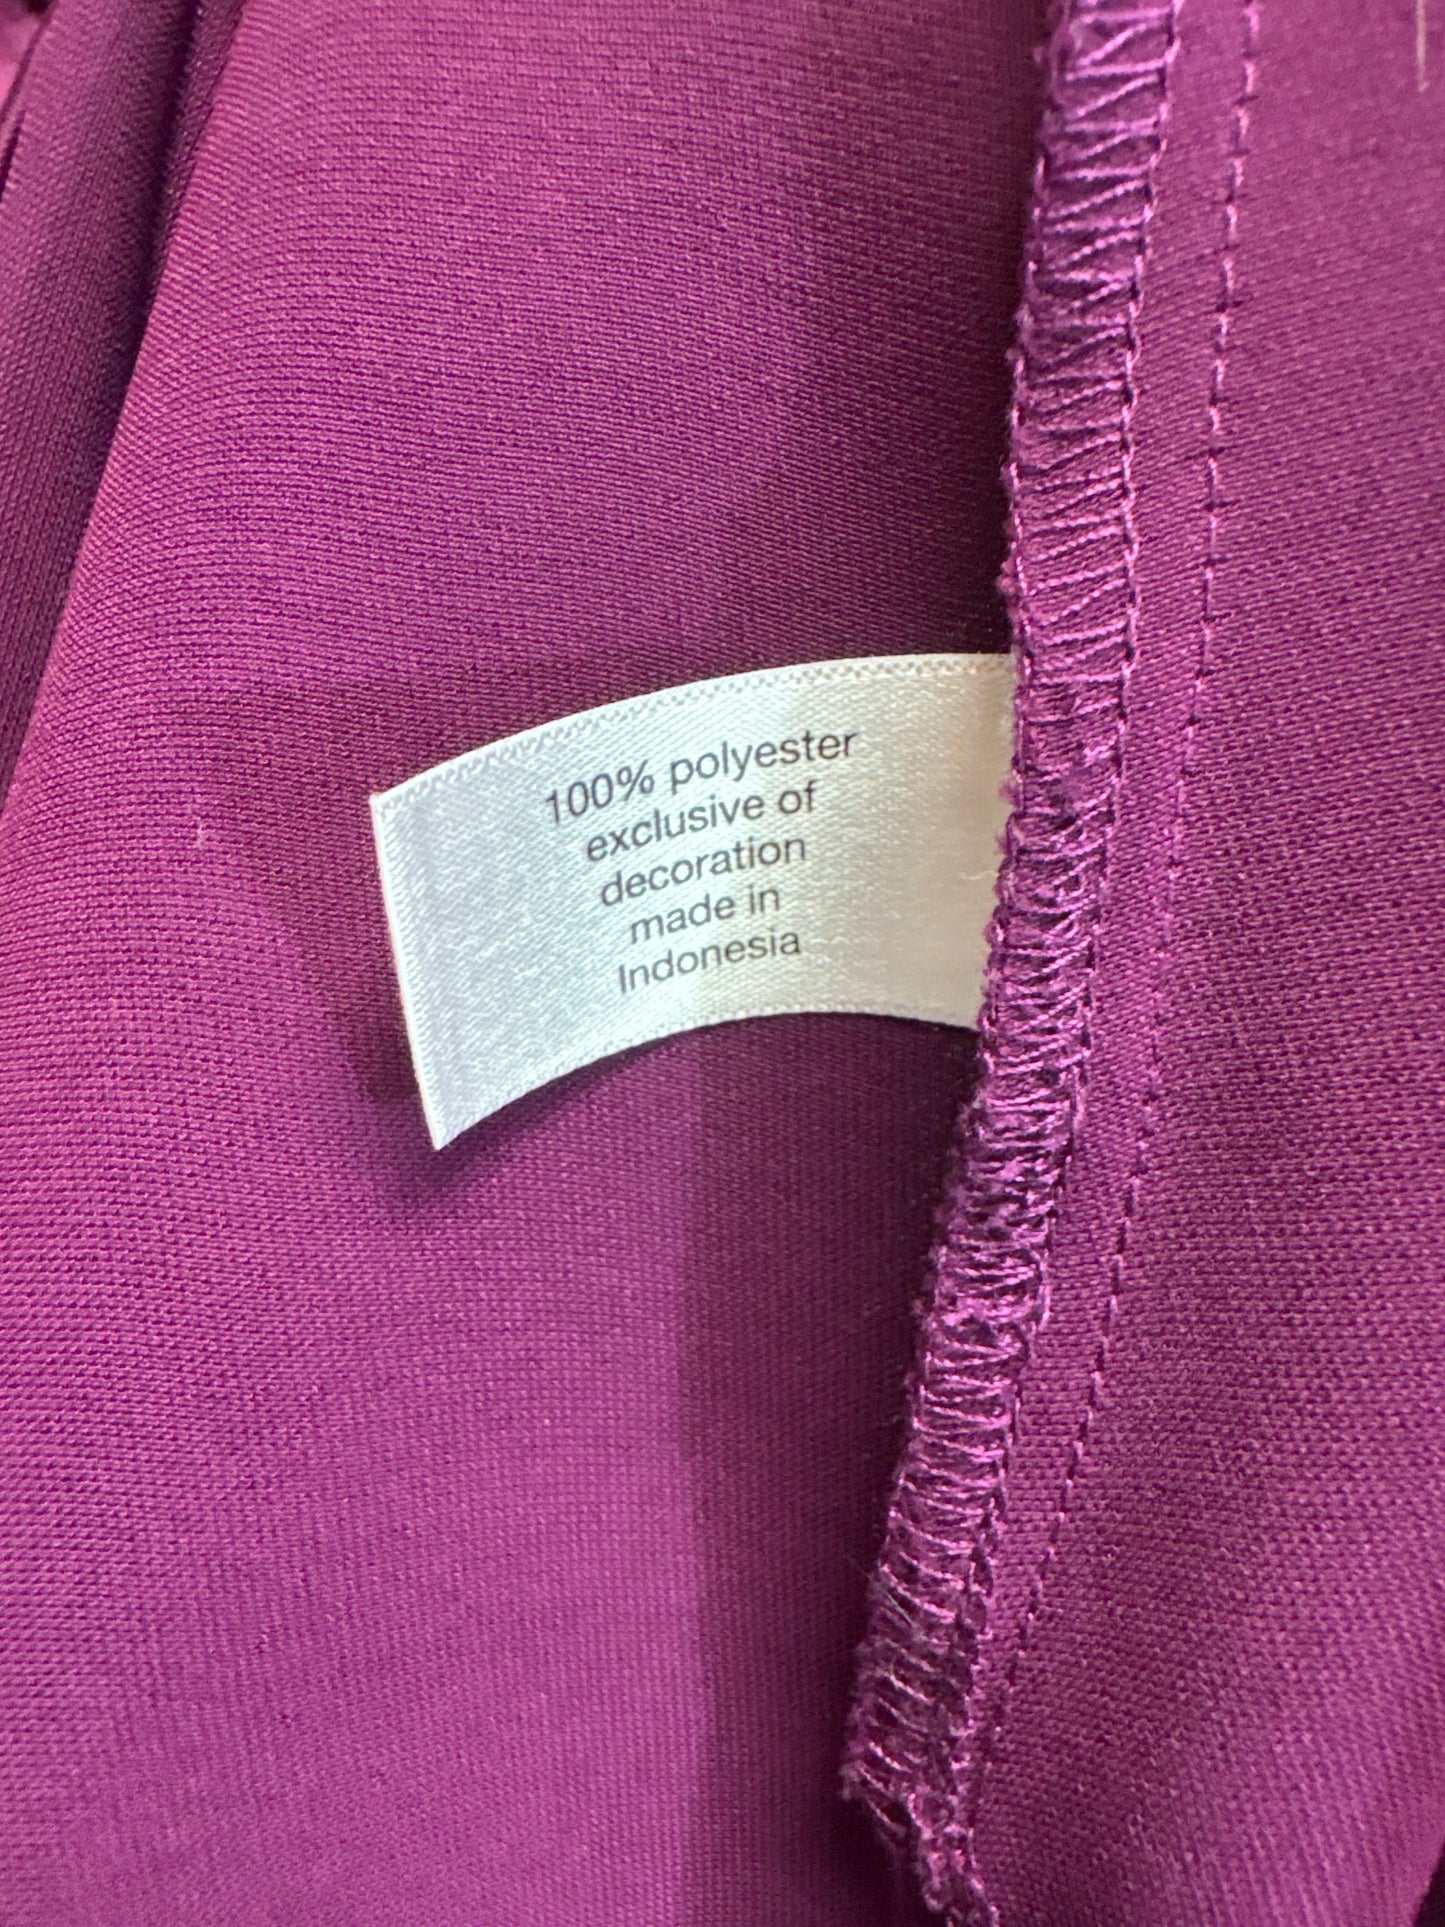 100% polyester
exclusive of
decoration
made in
Indonesia